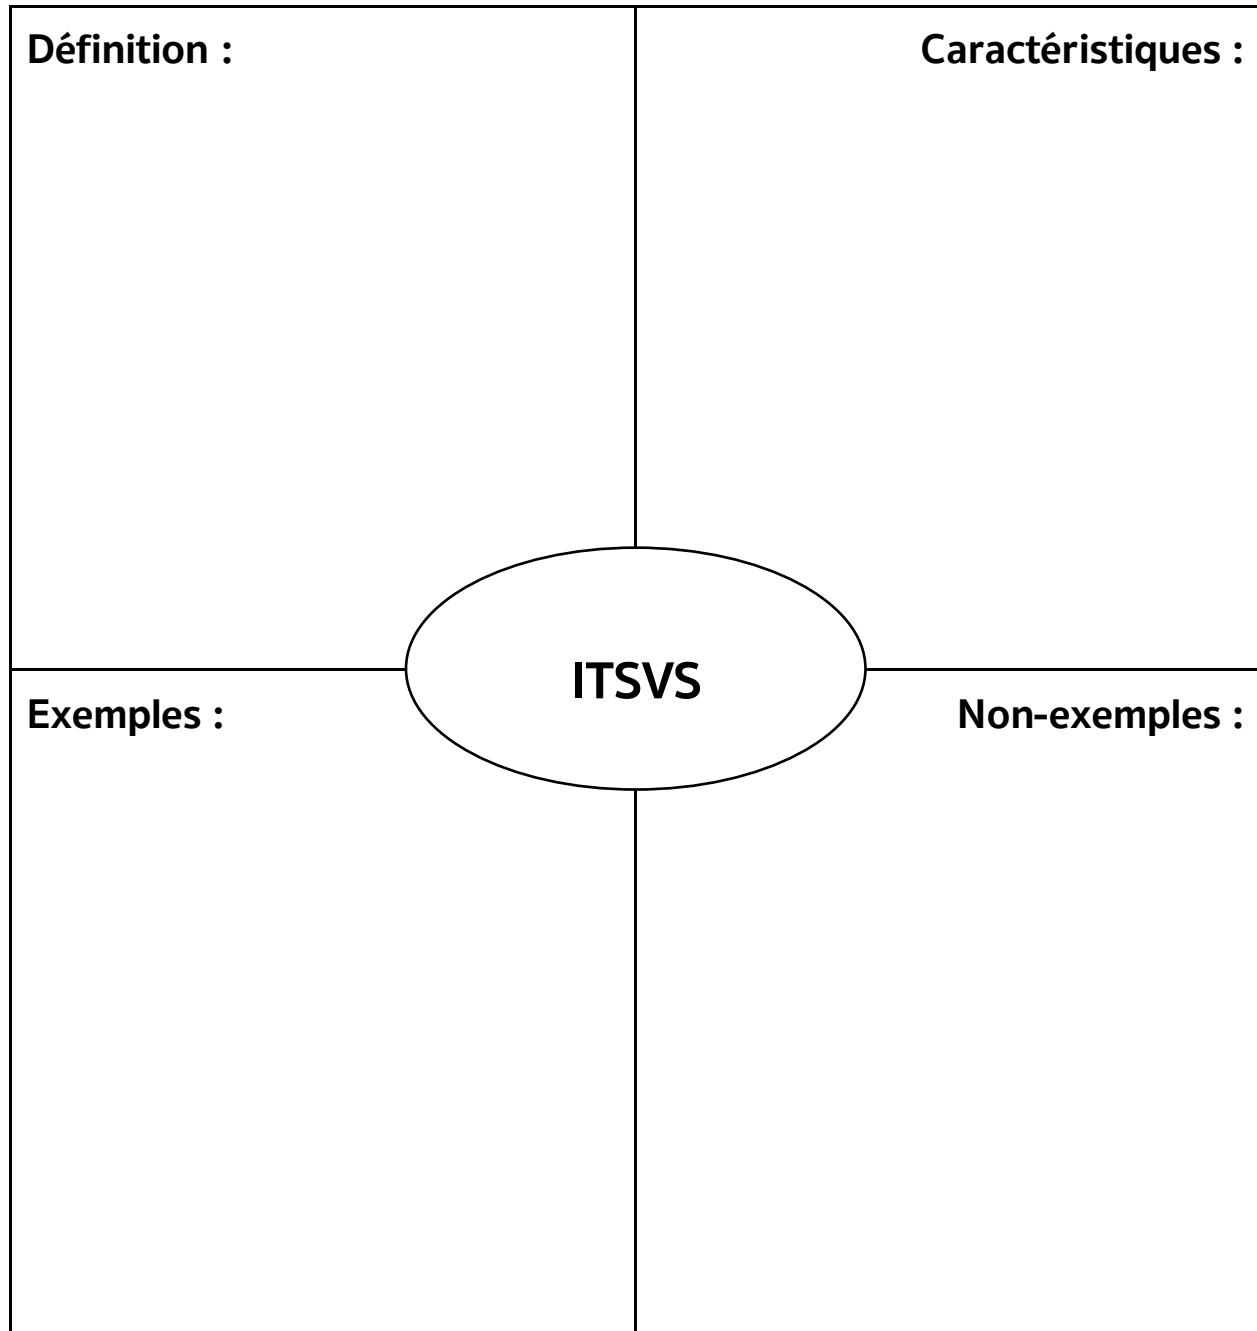 Définition :
Caractéristiques :
ITSVS
Exemples :
Non-exemples :